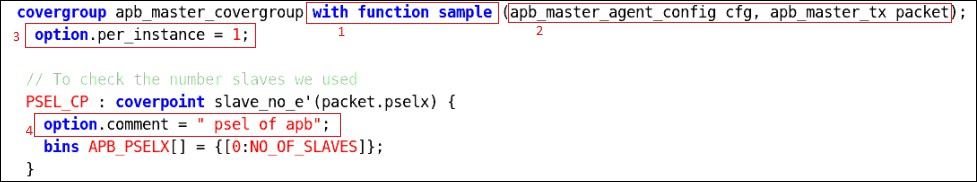 covergroup apb_master_covergroup with function sample (apb_master_agent_config cfg, apb_master_tx packet);
1 2
3 option.per_instance = 1;
// To check the number slaves we used
PSEL_CP : coverpoint slave_no_e'(packet.pselx) {
4 option.comment = " psel of apb";
bins APB_PSELX[] = {[0:NO_OF_SLAVES]};
}